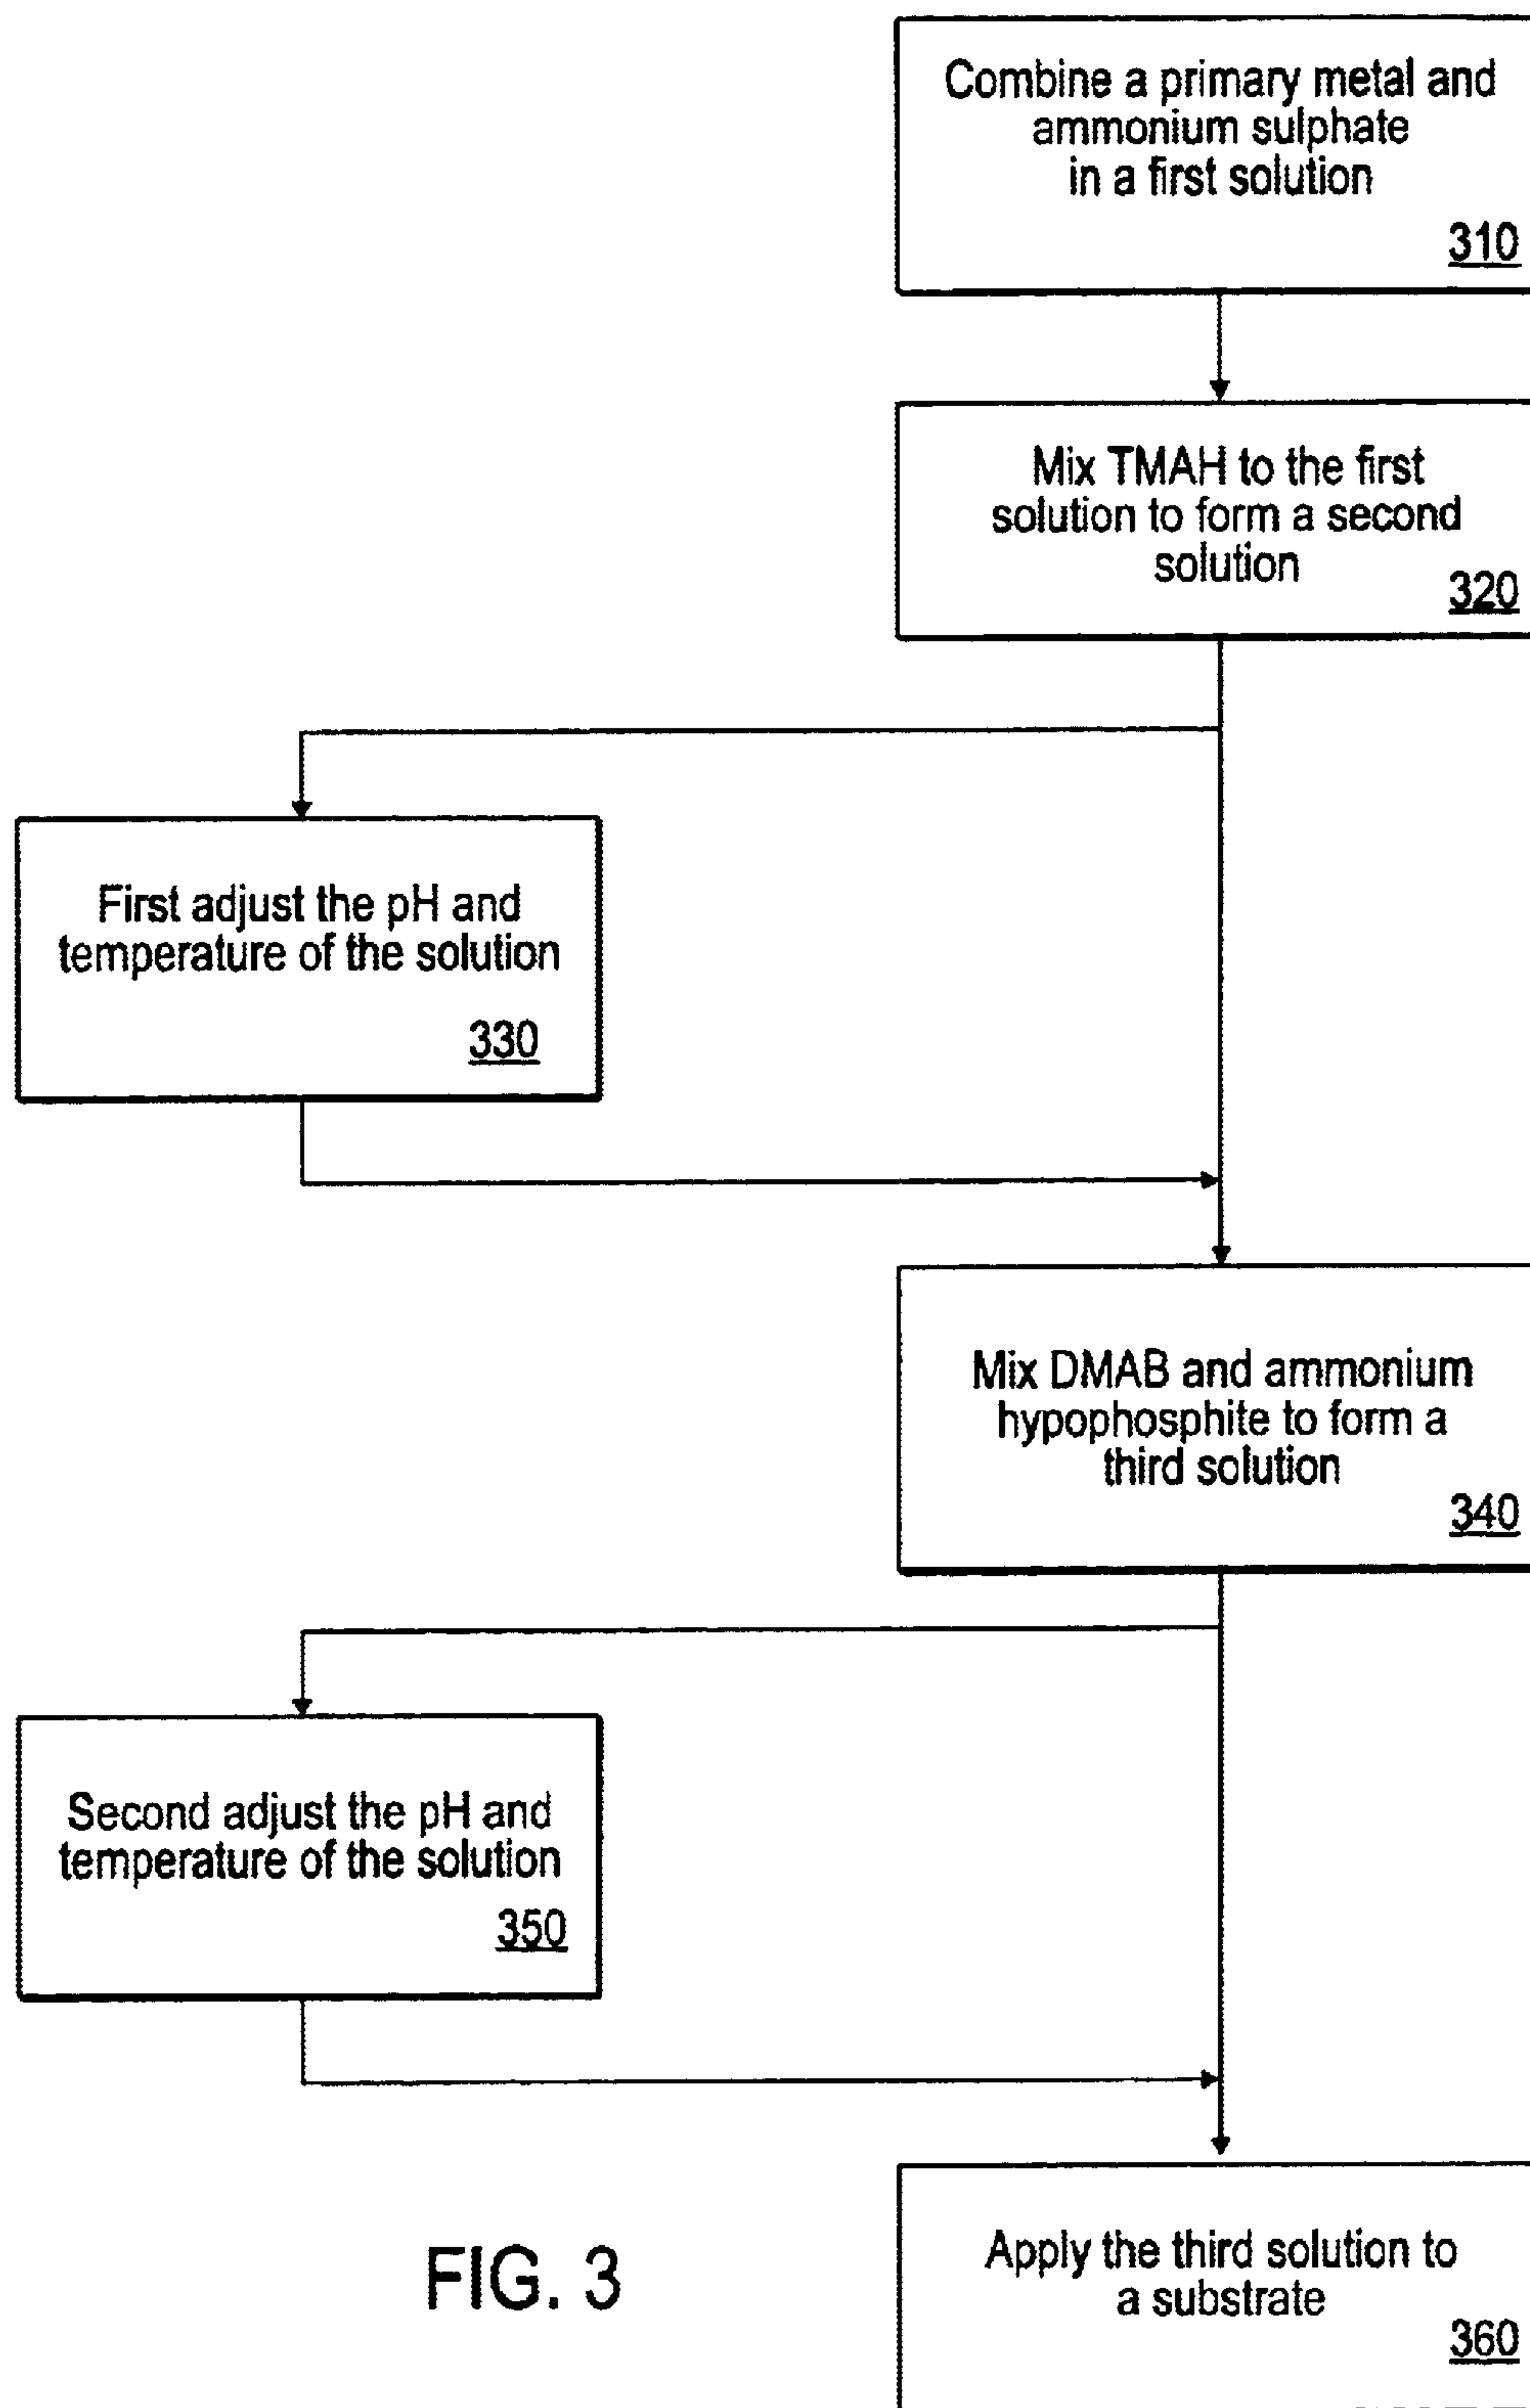 Combine a primary metal and
ammonium sulphate
in a first solution
310
Mix TMAH to the first
solution to form a second
solution
320
First adjust the pH and
temperature of the solution
330
Mix DMAB and ammonium
hypophosphite to form a
third solution
340
Second adjust the pH and
temperature of the solution
350
Apply the third solution to
a substrate
360
FIG. 3